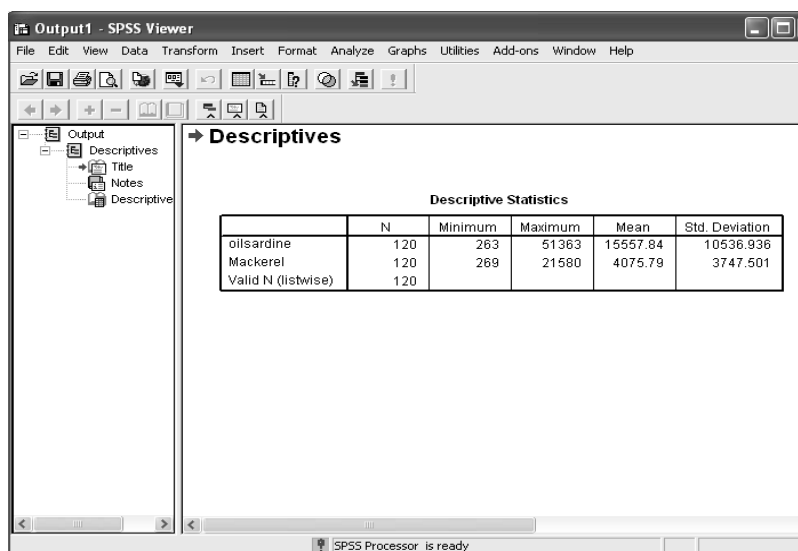 Output1 - SPSS Viewer
File Edit View Data Transform Insert Format Analyze Graphs Utilities Add-ons Window Help
Output
Descriptives
Title
Notes
Descriptive
Descriptives
Descriptive Statistics
N Minimum Maximum Mean Std. Deviation
oilsardine 120 263 51363 15557.84 10536.936
Mackerel 120 269 21580 4075.79 3747.501
Valid N (listwise) 120
SPSS Processor is ready